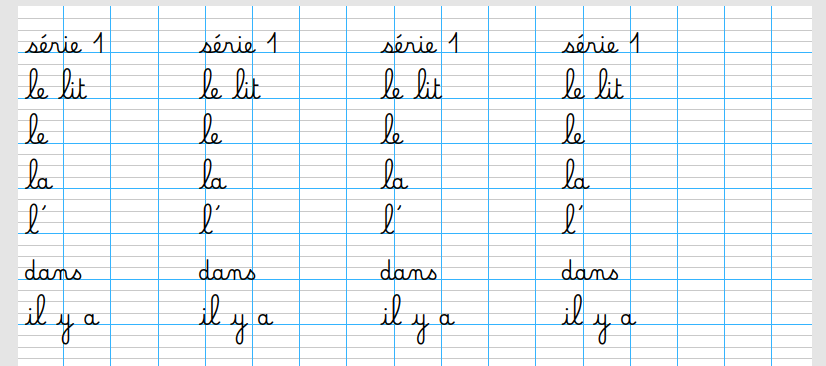 série 1 série 1 série 1 série 1
le lit le lit le lit le lit
le le le le
la la la la
l' l' l' l'
dans dans dans dans
il y a il y a il y a il y a